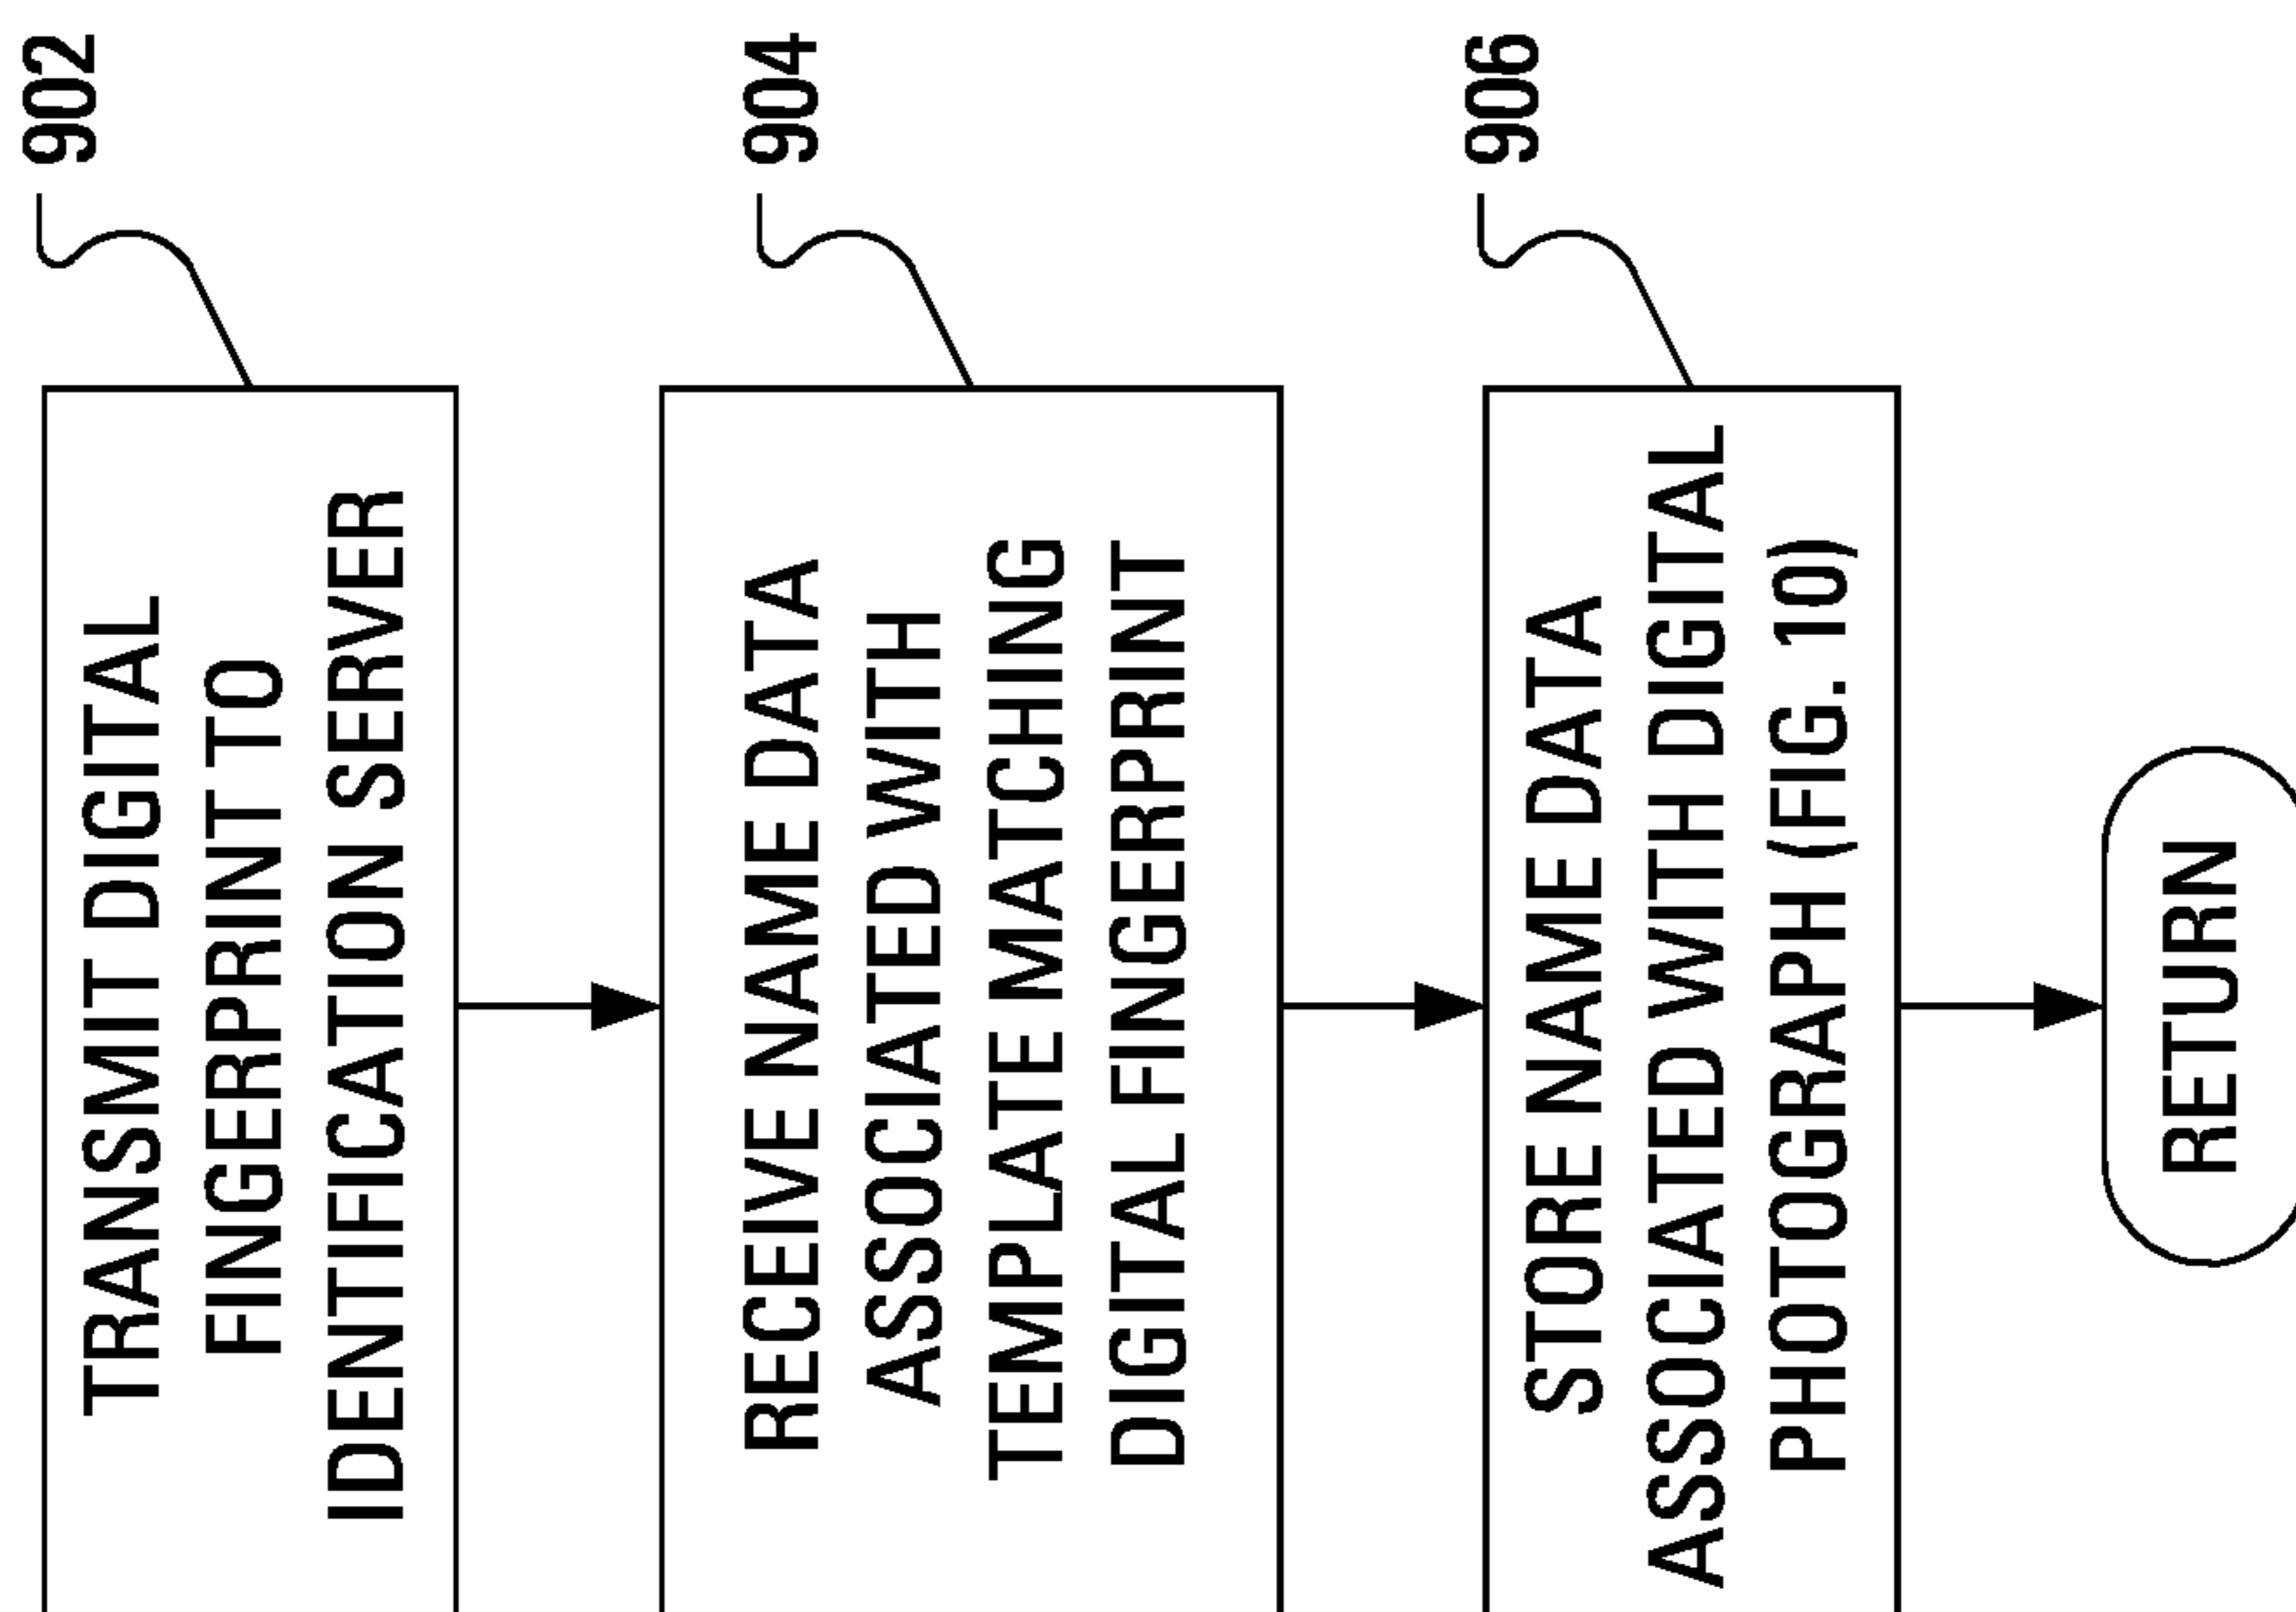 902
TRANSMIT DIGITAL
FINGERPRINT TO
IDENTIFICATION SERVER
904
RECEIVE NAME DATA
ASSOCIATED WITH
TEMPLATE MATCHING
DIGITAL FINGERPRINT
906
STORE NAME DATA
ASSOCIATED WITH DIGITAL
PHOTOGRAPH (FIG. 10)
RETURN